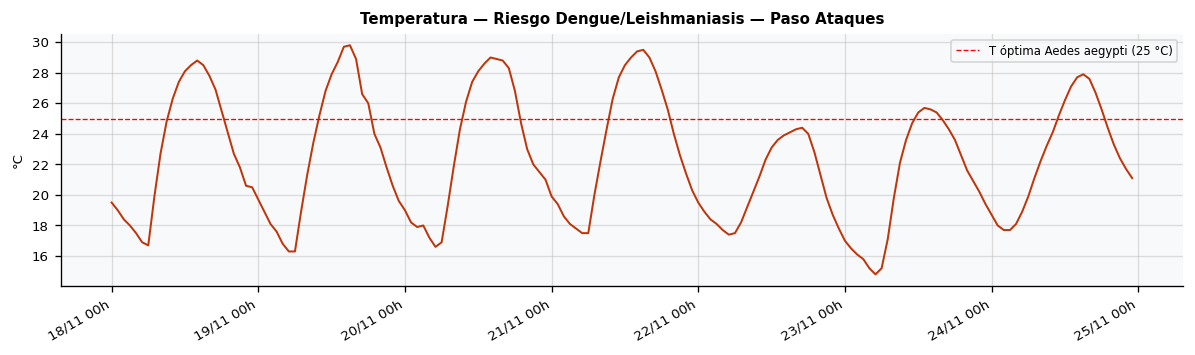 Temperatura — Riesgo Dengue/Leishmaniasis — Paso Ataques
T óptima Aedes aegypti (25 °C)
°C
30
28
26
24
22
20
18
16
18/11 00h
19/11 00h
20/11 00h
21/11 00h
22/11 00h
23/11 00h
24/11 00h
25/11 00h